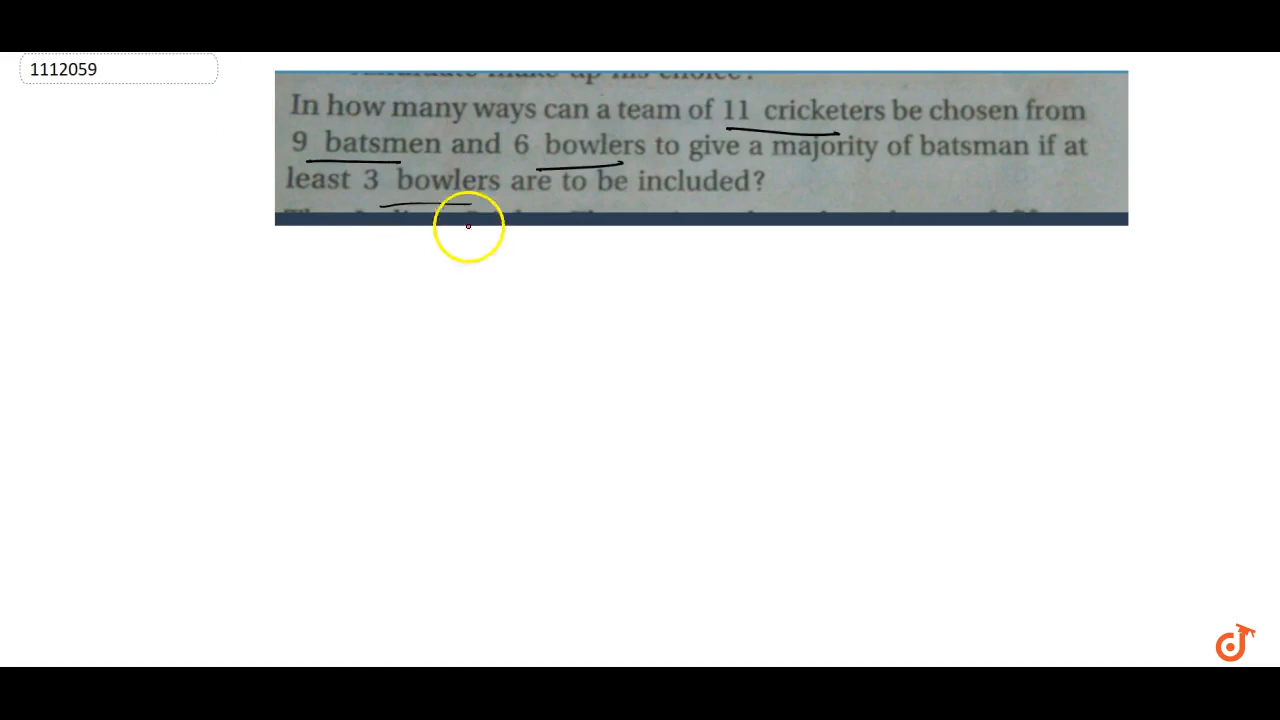 1112059
In how many ways can a team of 11 cricketers be chosen from
9 batsmen and 6 bowlers to give a majority of batsman if at
least 3 bowlers are to be included?